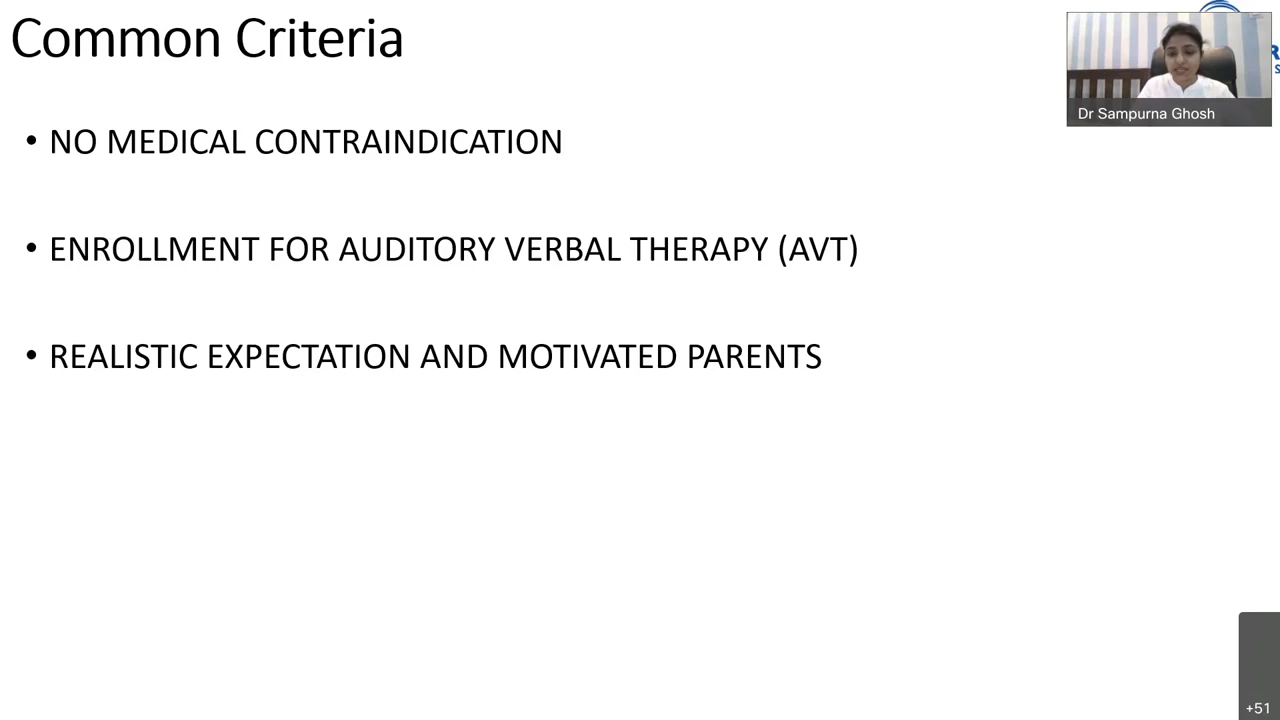 Common Criteria
Dr Sampurna Ghosh
• NO MEDICAL CONTRAINDICATION
• ENROLLMENT FOR AUDITORY VERBAL THERAPY (AVT)
• REALISTIC EXPECTATION AND MOTIVATED PARENTS
+51